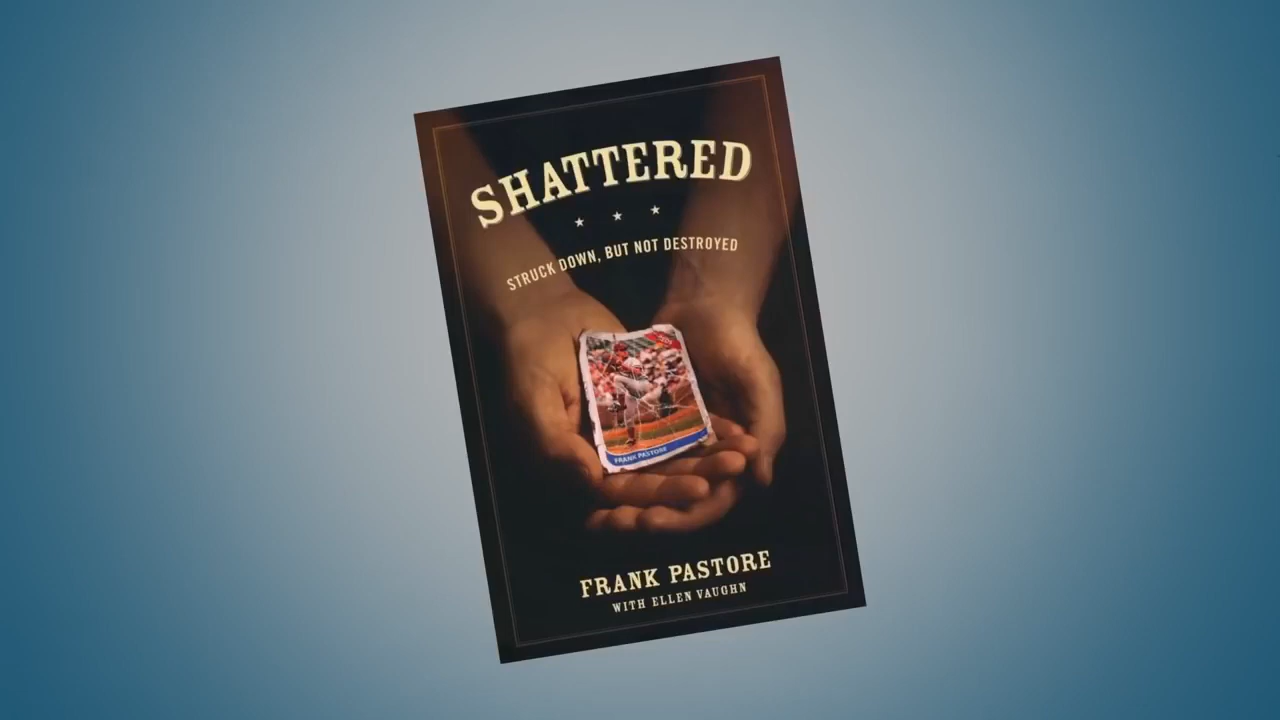 SHATTERED
STRUCK DOWN, BUT NOT DESTROYED
FRANK PASTORE
FRANK PASTORE
WITH ELLEN VAUGHN